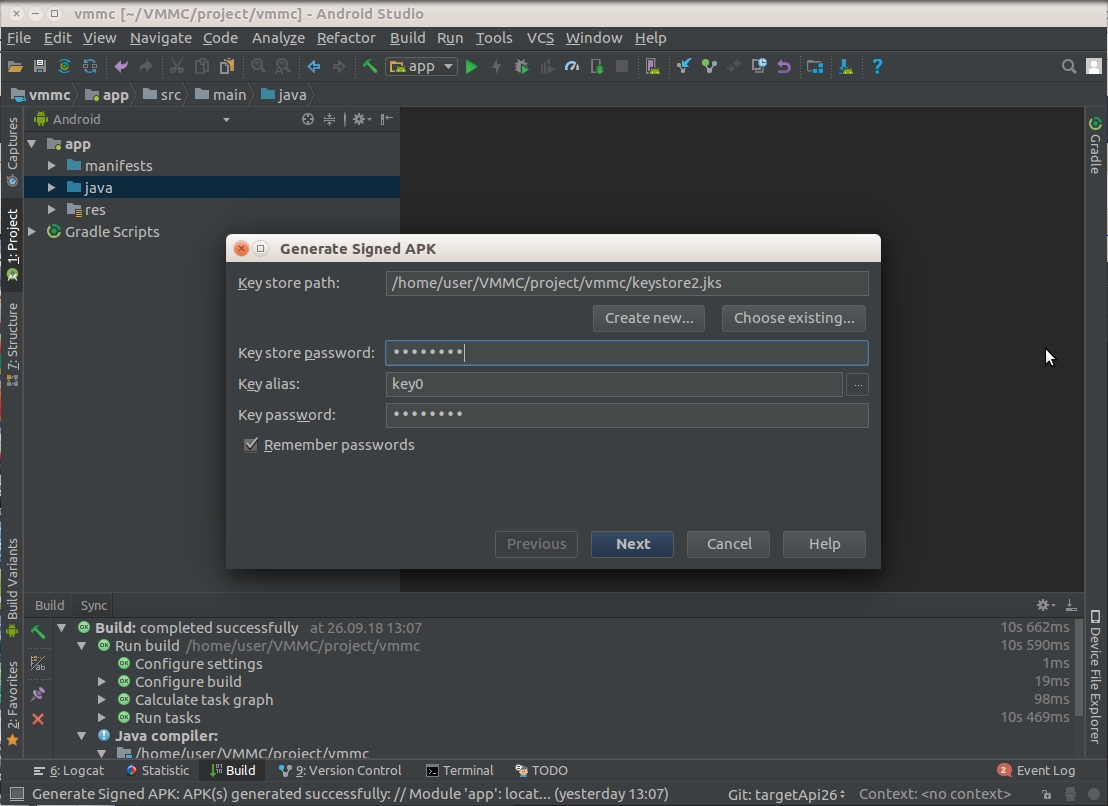 vmmc [~/VMMC/project/vmmc] - Android Studio
File Edit View Navigate Code Analyze Refactor Build Run Tools VCS Window Help
app
vmmc app src main java
Captures
1: Project
7: Structure
Build Variants
2: Favorites
Android
app
manifests
java
res
Gradle Scripts
Gradle
Device File Explorer
Generate Signed APK
Key store path: /home/user/VMMC/project/vmmc/keystore2.jks
Create new... Choose existing...
Key store password: ••••••••
Key alias: key0 ...
Key password: ••••••••
Remember passwords
Previous Next Cancel Help
Build Sync
Build: completed successfully at 26.09.18 13:07 10s 662ms
Run build /home/user/VMMC/project/vmmc 10s 590ms
Configure settings 1ms
Configure build 19ms
Calculate task graph 98ms
Run tasks 10s 469ms
Java compiler:
/home/user/VMMC/project/vmmc
6: Logcat Statistic Build 9: Version Control Terminal TODO 2 Event Log
Generate Signed APK: APK(s) generated successfully: // Module 'app': locat... (yesterday 13:07) Git: targetApi26 Context: <no context>